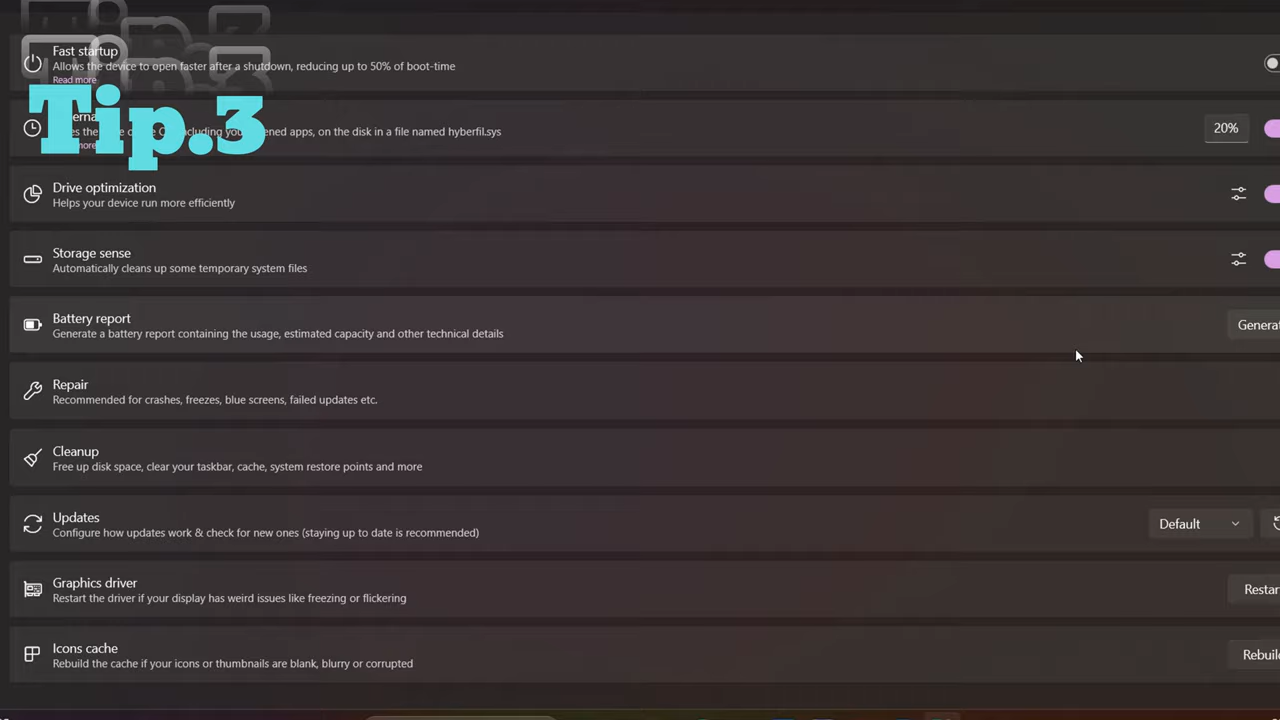 Tip.3
Fast startup
Allows the device to open faster after a shutdown, reducing up to 50% of boot-time
Read more
on the disk in a file named hyberfil.sys
20%
Drive optimization
Helps your device run more efficiently
Storage sense
Automatically cleans up some temporary system files
Battery report
Generate a battery report containing the usage, estimated capacity and other technical details
Generat
Repair
Recommended for crashes, freezes, blue screens, failed updates etc.
Cleanup
Free up disk space, clear your taskbar, cache, system restore points and more
Updates
Configure how updates work & check for new ones (staying up to date is recommended)
Default
Graphics driver
Restart the driver if your display has weird issues like freezing or flickering
Restar
Icons cache
Rebuild the cache if your icons or thumbnails are blank, blurry or corrupted
Rebuild